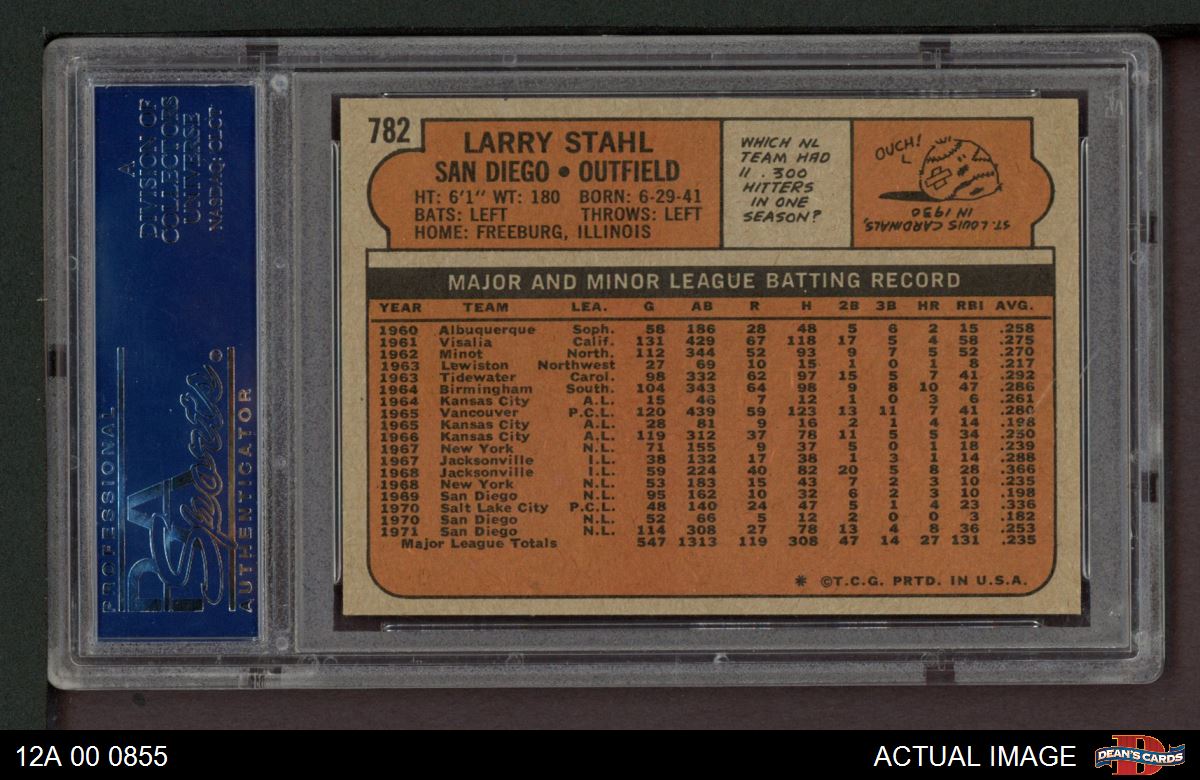 A
DIVISION OF
COLLECTORS
UNIVERSE
NASDAQ: CLCT
PROFESSIONAL
PSA
Sports
AUTHENTICATOR
782
LARRY STAHL
SAN DIEGO • OUTFIELD
HT: 6'1" WT: 180 BORN: 6-29-41
BATS: LEFT THROWS: LEFT
HOME: FREEBURG, ILLINOIS
WHICH NL
TEAM HAD
11 .300
HITTERS
IN ONE
SEASON?
OUCH!
ST. LOUIS CARDINALS,
IN 1930
MAJOR AND MINOR LEAGUE BATTING RECORD
YEAR TEAM LEA. G AB R H 2B 3B HR RBI AVG.
1960 Albuquerque Soph. 58 186 28 48 5 6 2 15 .258
1961 Visalia Calif. 131 429 67 118 17 5 4 58 .275
1962 Minot North. 112 344 52 93 9 7 5 52 .270
1963 Lewiston Northwest 27 69 10 15 1 0 1 8 .217
1963 Tidewater Carol. 98 332 62 97 15 5 7 41 .292
1964 Birmingham South. 104 343 64 98 9 8 10 47 .286
1964 Kansas City A.L. 15 46 7 12 1 0 3 6 .261
1965 Vancouver P.C.L. 120 439 59 123 13 11 7 41 .280
1965 Kansas City A.L. 28 81 9 16 2 1 4 14 .198
1966 Kansas City A.L. 119 312 37 78 11 5 5 34 .250
1967 New York N.L. 71 155 9 37 5 0 1 18 .239
1967 Jacksonville I.L. 38 132 17 38 1 3 1 14 .288
1968 Jacksonville I.L. 59 224 40 82 20 5 8 28 .366
1968 New York N.L. 53 183 15 43 7 2 3 10 .235
1969 San Diego N.L. 95 162 10 32 6 2 3 10 .198
1970 Salt Lake City P.C.L. 48 140 24 47 5 1 4 23 .336
1970 San Diego N.L. 52 66 5 12 2 0 0 3 .182
1971 San Diego N.L. 114 308 27 78 13 4 8 36 .253
Major League Totals 547 1313 119 308 47 14 27 131 .235
* ©T.C.G. PRTD. IN U.S.A.
12A 00 0855
ACTUAL IMAGE
D
DEAN'S CARDS